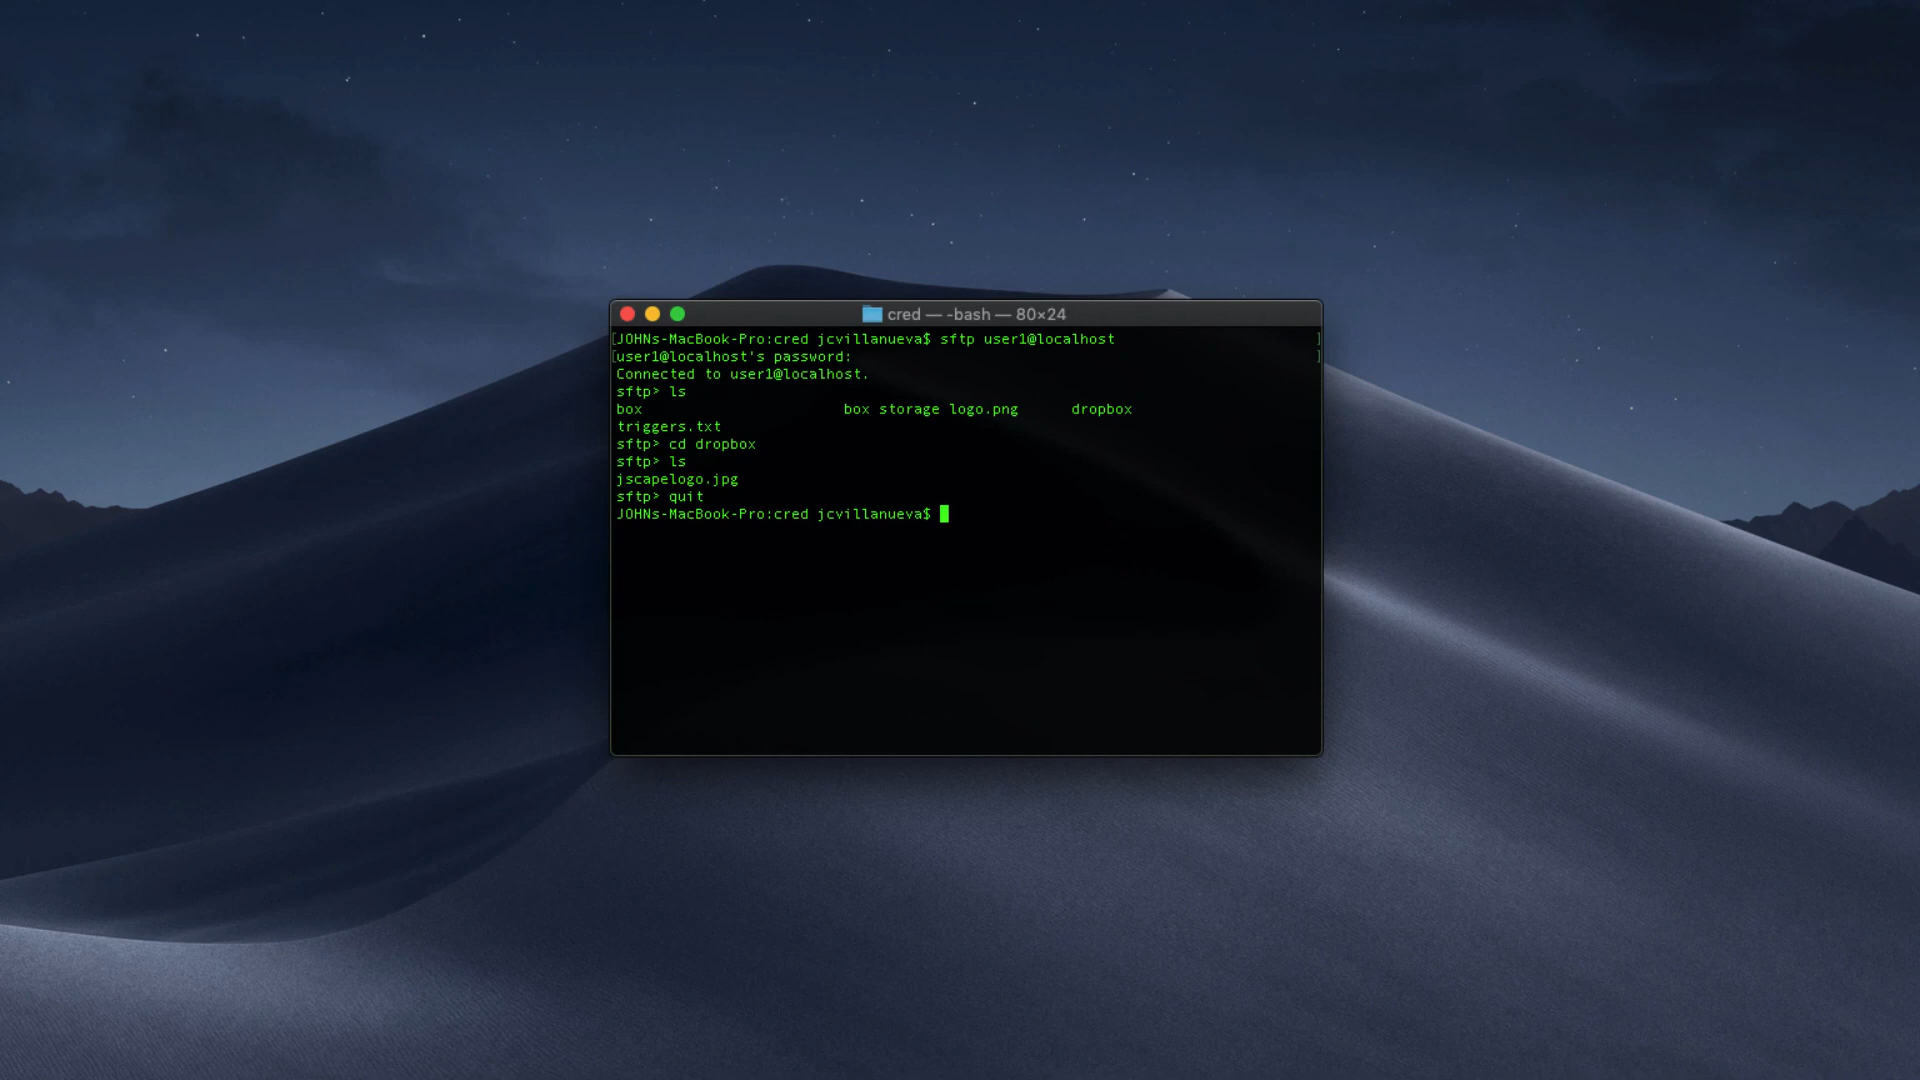 cred — -bash — 80×24
[JOHNs-MacBook-Pro:cred jcvillanueva$ sftp user1@localhost ]
[user1@localhost's password: ]
Connected to user1@localhost.
sftp> ls
box box storage logo.png dropbox
triggers.txt
sftp> cd dropbox
sftp> ls
jscapelogo.jpg
sftp> quit
JOHNs-MacBook-Pro:cred jcvillanueva$